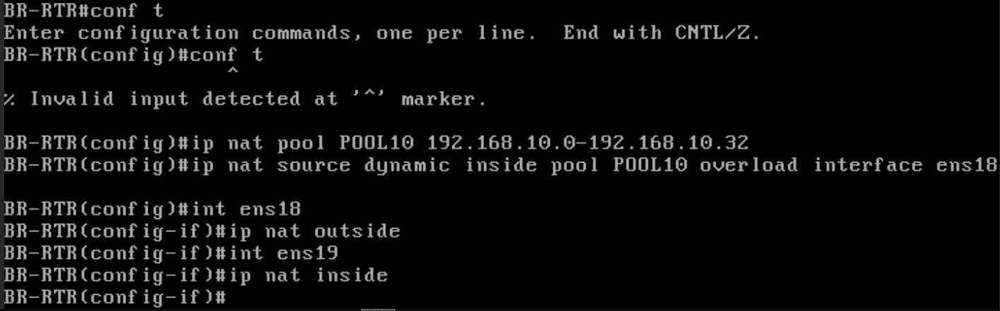 BR-RTR#conf t
Enter configuration commands, one per line.  End with CNTL/Z.
BR-RTR(config)#conf t
^
% Invalid input detected at '^' marker.
BR-RTR(config)#ip nat pool POOL10 192.168.10.0-192.168.10.32
BR-RTR(config)#ip nat source dynamic inside pool POOL10 overload interface ens18
BR-RTR(config)#int ens18
BR-RTR(config-if)#ip nat outside
BR-RTR(config-if)#int ens19
BR-RTR(config-if)#ip nat inside
BR-RTR(config-if)#